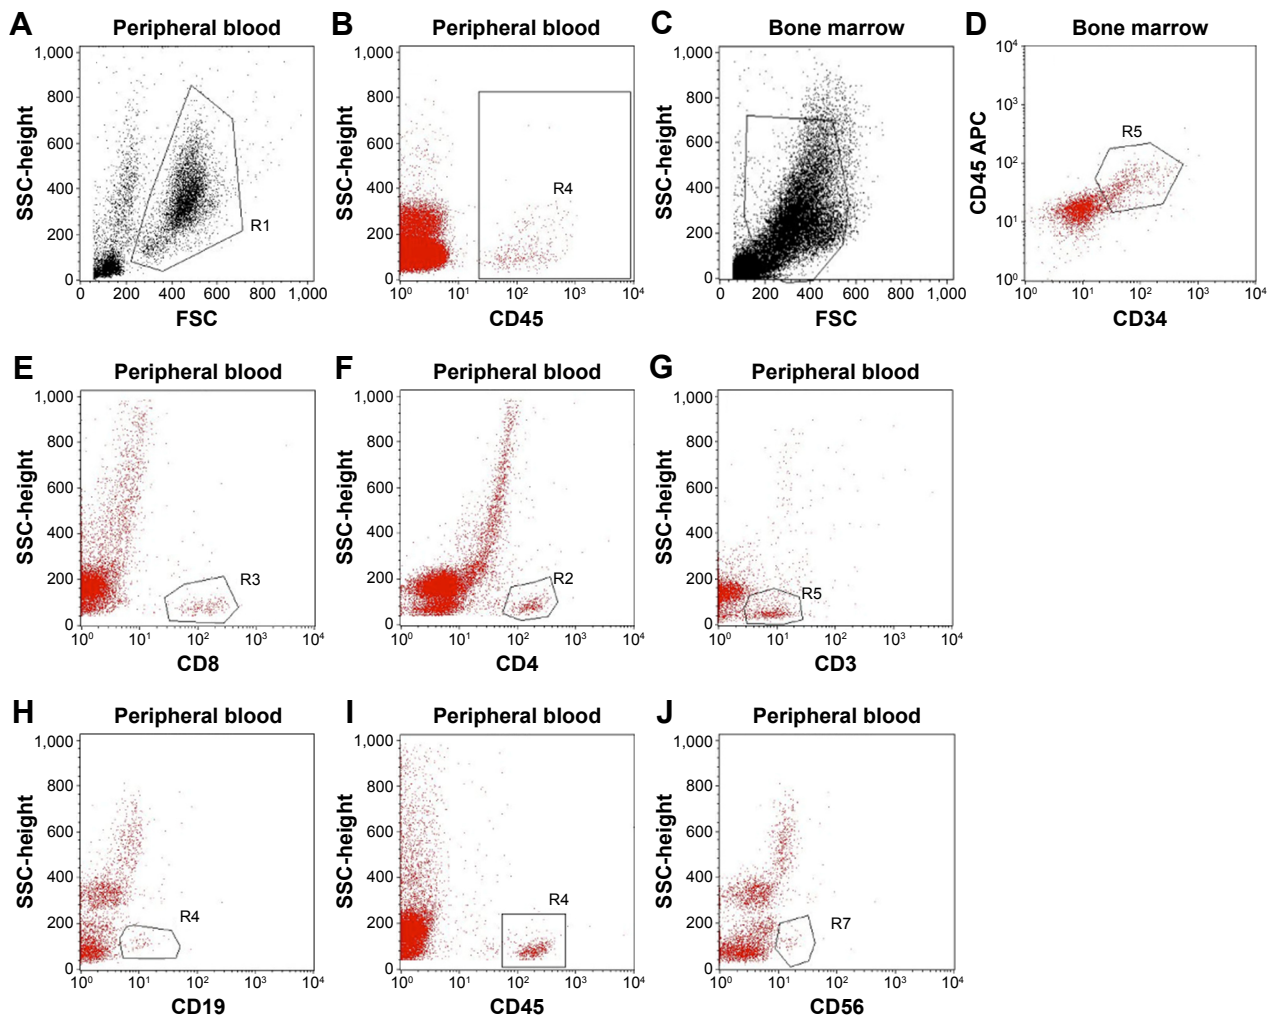 A
Peripheral blood
1,000
800
600
400
200
0
SSC-height
R1
0 200 400 600 800 1,000
FSC
B
Peripheral blood
1,000
800
600
400
200
0
SSC-height
R4
10⁰ 10¹ 10² 10³ 10⁴
CD45
C
Bone marrow
1,000
800
600
400
200
0
SSC-height
0 200 400 600 800 1,000
FSC
D
Bone marrow
10⁴
10³
10²
10¹
10⁰
CD45 APC
R5
10⁰ 10¹ 10² 10³ 10⁴
CD34
E
Peripheral blood
1,000
800
600
400
200
0
SSC-height
R3
10⁰ 10¹ 10² 10³ 10⁴
CD8
F
Peripheral blood
1,000
800
600
400
200
0
SSC-height
R2
10⁰ 10¹ 10² 10³ 10⁴
CD4
G
Peripheral blood
1,000
800
600
400
200
0
SSC-height
R5
10⁰ 10¹ 10² 10³ 10⁴
CD3
H
Peripheral blood
1,000
800
600
400
200
0
SSC-height
R4
10⁰ 10¹ 10² 10³ 10⁴
CD19
I
Peripheral blood
1,000
800
600
400
200
0
SSC-height
R4
10⁰ 10¹ 10² 10³ 10⁴
CD45
J
Peripheral blood
1,000
800
600
400
200
0
SSC-height
R7
10⁰ 10¹ 10² 10³ 10⁴
CD56